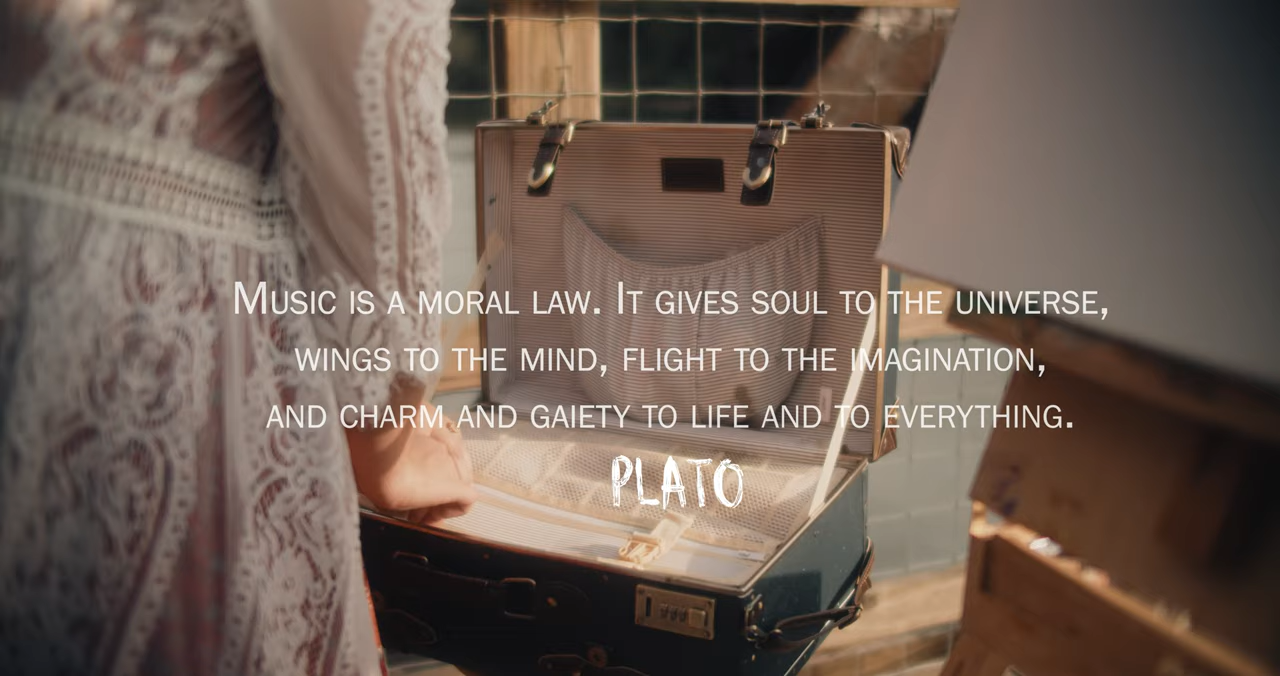 Music is a moral law. It gives soul to the universe,
wings to the mind, flight to the imagination,
and charm and gaiety to life and to everything.
PLATO